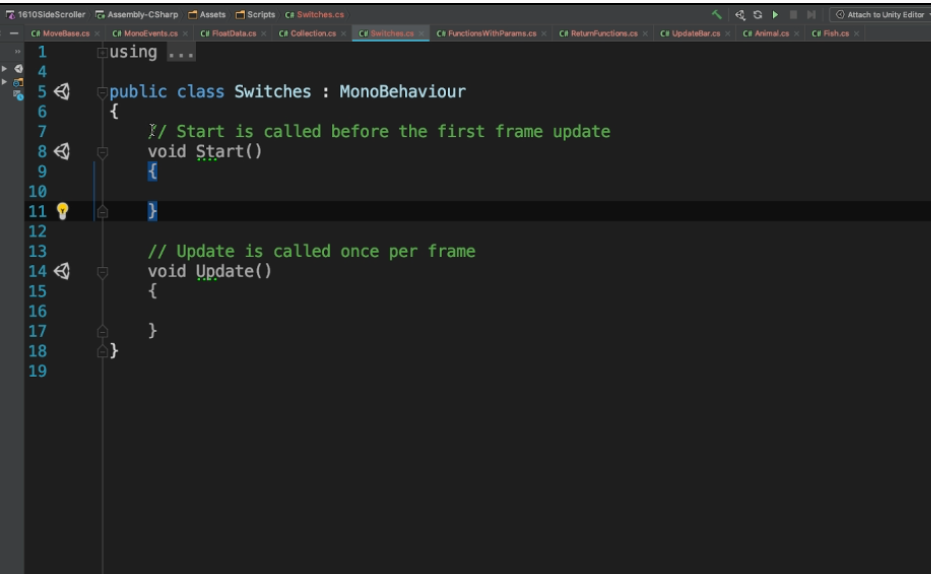 1610SideScroller Assembly-CSharp Assets Scripts C# Switches.cs Attach to Unity Editor
C# MoveBase.cs × C# MonoEvents.cs × C# FloatData.cs × C# Collection.cs × C# Switches.cs × C# FunctionsWithParams.cs × C# ReturnFunctions.cs × C# UpdateBar.cs × C# Animal.cs × C# Fish.cs ×
1 using ...
4
5 public class Switches : MonoBehaviour
6 {
7 // Start is called before the first frame update
8 void Start()
9 {
10
11 }
12
13 // Update is called once per frame
14 void Update()
15 {
16
17 }
18 }
19